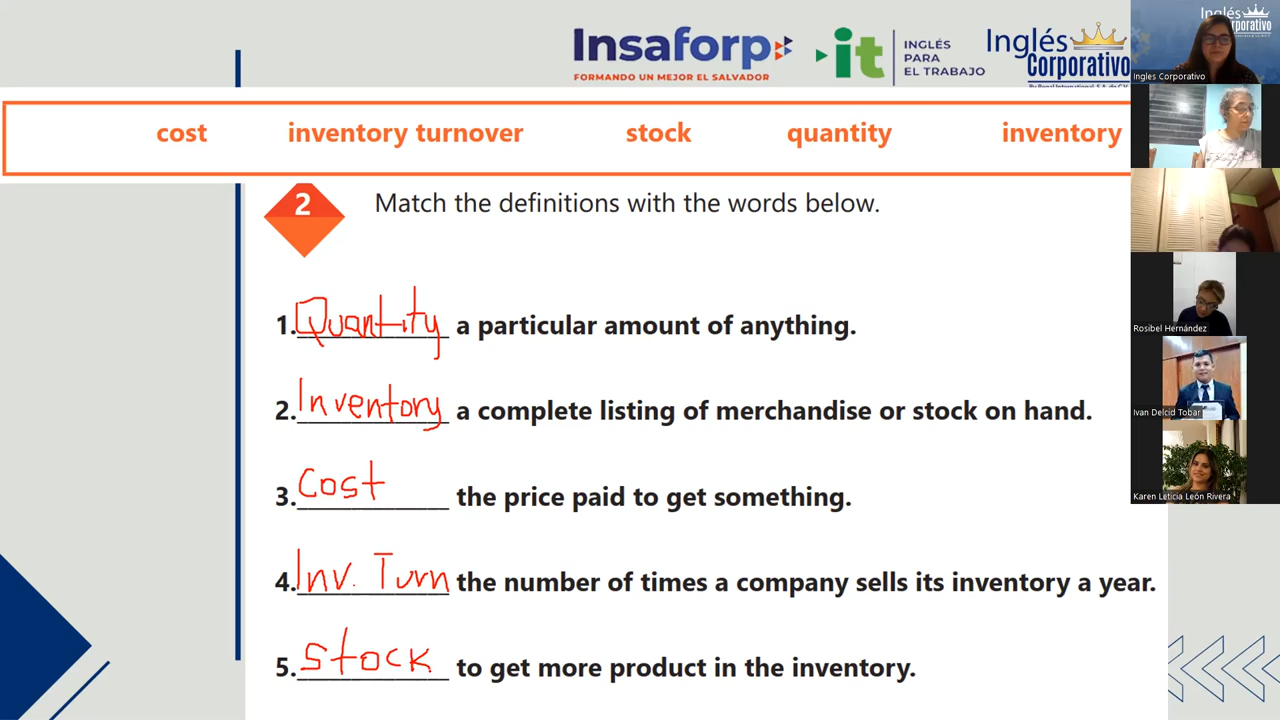 Insaforp
FORMANDO UN MEJOR EL SALVADOR
it
INGLÉS
PARA
EL TRABAJO
Inglés
Corporativo
Ingles Corporativo
cost inventory turnover stock quantity inventory
2 Match the definitions with the words below.
1. Quantity a particular amount of anything.
2. Inventory a complete listing of merchandise or stock on hand.
3. Cost the price paid to get something.
4. Inv. Turn the number of times a company sells its inventory a year.
5. Stock to get more product in the inventory.
Rosibel Hernández
Ivan Delcid Tobar
Karen Leticia León Rivera